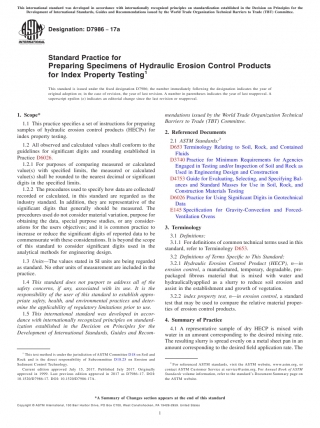 This international standard was developed in accordance with internationally recognized principles on standardization established in the Decision on Principles for the
Development of International Standards, Guides and Recommendations issued by the World Trade Organization Technical Barriers to Trade (TBT) Committee.
Designation: D7986 − 17a
Standard Practice for
Preparing Specimens of Hydraulic Erosion Control Products
for Index Property Testing1
This standard is issued under the fixed designation D7986; the number immediately following the designation indicates the year of
original adoption or, in the case of revision, the year of last revision. A number in parentheses indicates the year of last reapproval. A
superscript epsilon (ε) indicates an editorial change since the last revision or reapproval.
1. Scope*
1.1 This practice specifies a set of instructions for preparing
samples of hydraulic erosion control products (HECPs) for
index property testing.
1.2 All observed and calculated values shall conform to the
guidelines for significant digits and rounding established in
Practice D6026.
1.2.1 For purposes of comparing measured or calculated
value(s) with specified limits, the measured or calculated
value(s) shall be rounded to the nearest decimal or significant
digits in the specified limits.
1.2.2 The procedures used to specify how data are collected/
recorded or calculated, in this standard are regarded as the
industry standard. In addition, they are representative of the
significant digits that generally should be measured. The
procedures used do not consider material variation, purpose for
obtaining the data, special purpose studies, or any consider-
ations for the users objectives; and it is common practice to
increase or reduce the significant digits of reported data to be
commensurate with these considerations. It is beyond the scope
of this standard to consider significant digits used in the
analytical methods for engineering design.
1.3 Units—The values stated in SI units are being regarded
as standard. No other units of measurement are included in the
practice.
1.4 This standard does not purport to address all of the
safety concerns, if any, associated with its use. It is the
responsibility of the user of this standard to establish appro-
priate safety, health, and environmental practices and deter-
mine the applicability of regulatory limitations prior to use.
1.5 This international standard was developed in accor-
dance with internationally recognized principles on standard-
ization established in the Decision on Principles for the
Development of International Standards, Guides and Recom-
1 This test method is under the jurisdiction of ASTM Committee D18 on Soil and
Rock and is the direct responsibility of Subcommittee D18.25 on Erosion and
Sediment Control Technology.
Current edition approved July 15, 2017. Published July 2017. Originally
approved in 1999. Last previous edition approved in 2017 as D7986–17. DOI:
10.1520/D7986-17. DOI: 10.1520/D7986-17A.
mendations issued by the World Trade Organization Technical
Barriers to Trade (TBT) Committee.
2. Referenced Documents
2.1 ASTM Standards:2
D653 Terminology Relating to Soil, Rock, and Contained
Fluids
D3740 Practice for Minimum Requirements for Agencies
Engaged in Testing and/or Inspection of Soil and Rock as
Used in Engineering Design and Construction
D4753 Guide for Evaluating, Selecting, and Specifying Bal-
ances and Standard Masses for Use in Soil, Rock, and
Construction Materials Testing
D6026 Practice for Using Significant Digits in Geotechnical
Data
E145 Specification for Gravity-Convection and Forced-
Ventilation Ovens
3. Terminology
3.1 Definitions:
3.1.1 For definitions of common technical terms used in this
standard, refer to Terminology D653.
3.2 Definitions of Terms Specific to This Standard:
3.2.1 Hydraulic Erosion Control Product (HECP), n—in
erosion control, a manufactured, temporary, degradable, pre-
packaged fibrous material that is mixed with water and
hydraulically applied as a slurry to reduce soil erosion and
assist in the establishment and growth of vegetation.
3.2.2 index property test, n—in erosion control, a standard
test that may be used to compare the relative material proper-
ties of erosion control products.
4. Summary of Practice
4.1 A representative sample of dry HECP is mixed with
water in an amount corresponding to the desired mixing rate.
The resulting slurry is spread evenly on a metal sheet pan in an
amount corresponding to the desired field application rate. The
2 For referenced ASTM standards, visit the ASTM website, www.astm.org, or
contact ASTM Customer Service at service@astm.org. For Annual Book of ASTM
Standards volume information, refer to the standard's Document Summary page on
the ASTM website.
*A Summary of Changes section appears at the end of this standard
Copyright © ASTM International, 100 Barr Harbor Drive, PO Box C700, West Conshohocken, PA 19428-2959. United States
1